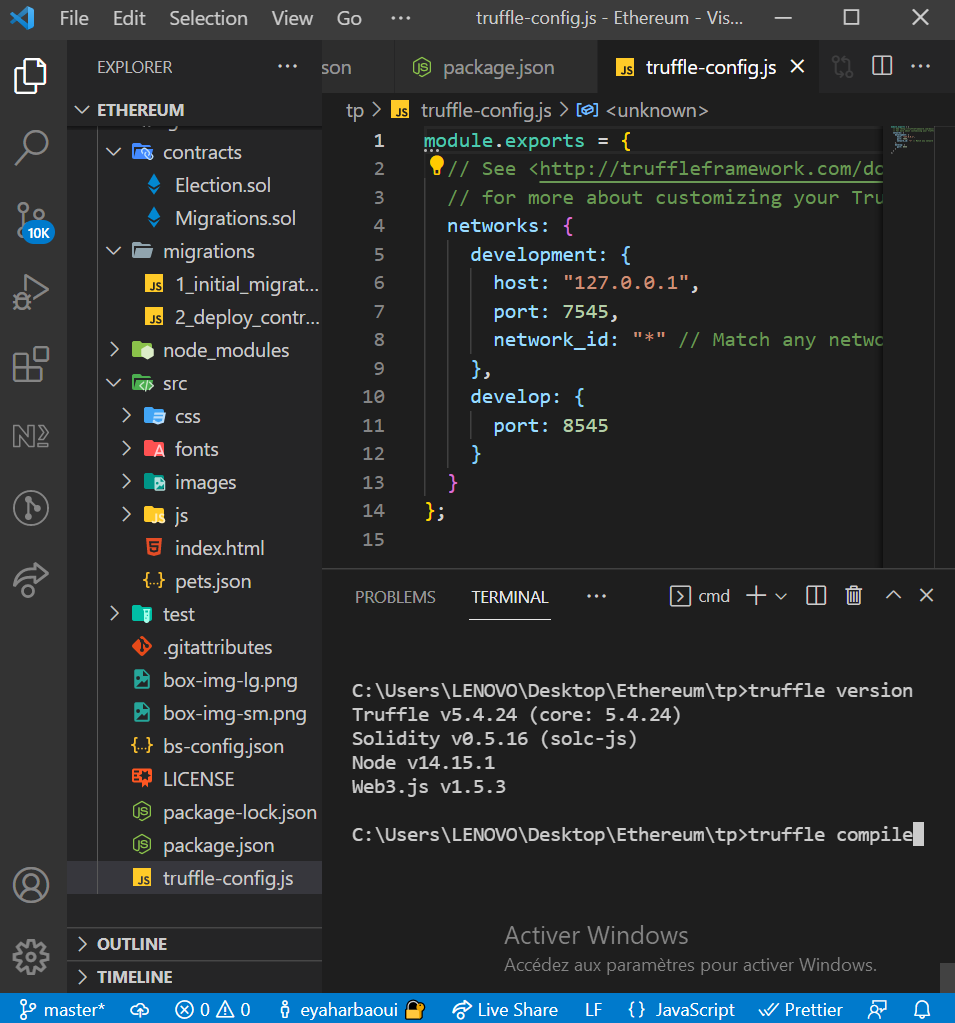 File Edit Selection View Go ··· truffle-config.js - Ethereum - Vis...
EXPLORER ···
son package.json JS truffle-config.js
ETHEREUM
tp > JS truffle-config.js > <unknown>
contracts
Election.sol
Migrations.sol
migrations
JS 1_initial_migrat...
JS 2_deploy_contr...
node_modules
src
css
fonts
images
js
index.html
{..} pets.json
test
.gitattributes
box-img-lg.png
box-img-sm.png
{..} bs-config.json
LICENSE
package-lock.json
package.json
JS truffle-config.js
OUTLINE
TIMELINE
10K
1 module.exports = {
2 // See <http://truffleframework.com/do
3 // for more about customizing your Tru
4 networks: {
5 development: {
6 host: "127.0.0.1",
7 port: 7545,
8 network_id: "*" // Match any netwo
9 },
10 develop: {
11 port: 8545
12 }
13 }
14 };
15
PROBLEMS TERMINAL ··· cmd
C:\Users\LENOVO\Desktop\Ethereum\tp>truffle version
Truffle v5.4.24 (core: 5.4.24)
Solidity v0.5.16 (solc-js)
Node v14.15.1
Web3.js v1.5.3
C:\Users\LENOVO\Desktop\Ethereum\tp>truffle compile
Activer Windows
Accédez aux paramètres pour activer Windows.
master* 0 0 eyaharbaoui Live Share LF {} JavaScript Prettier